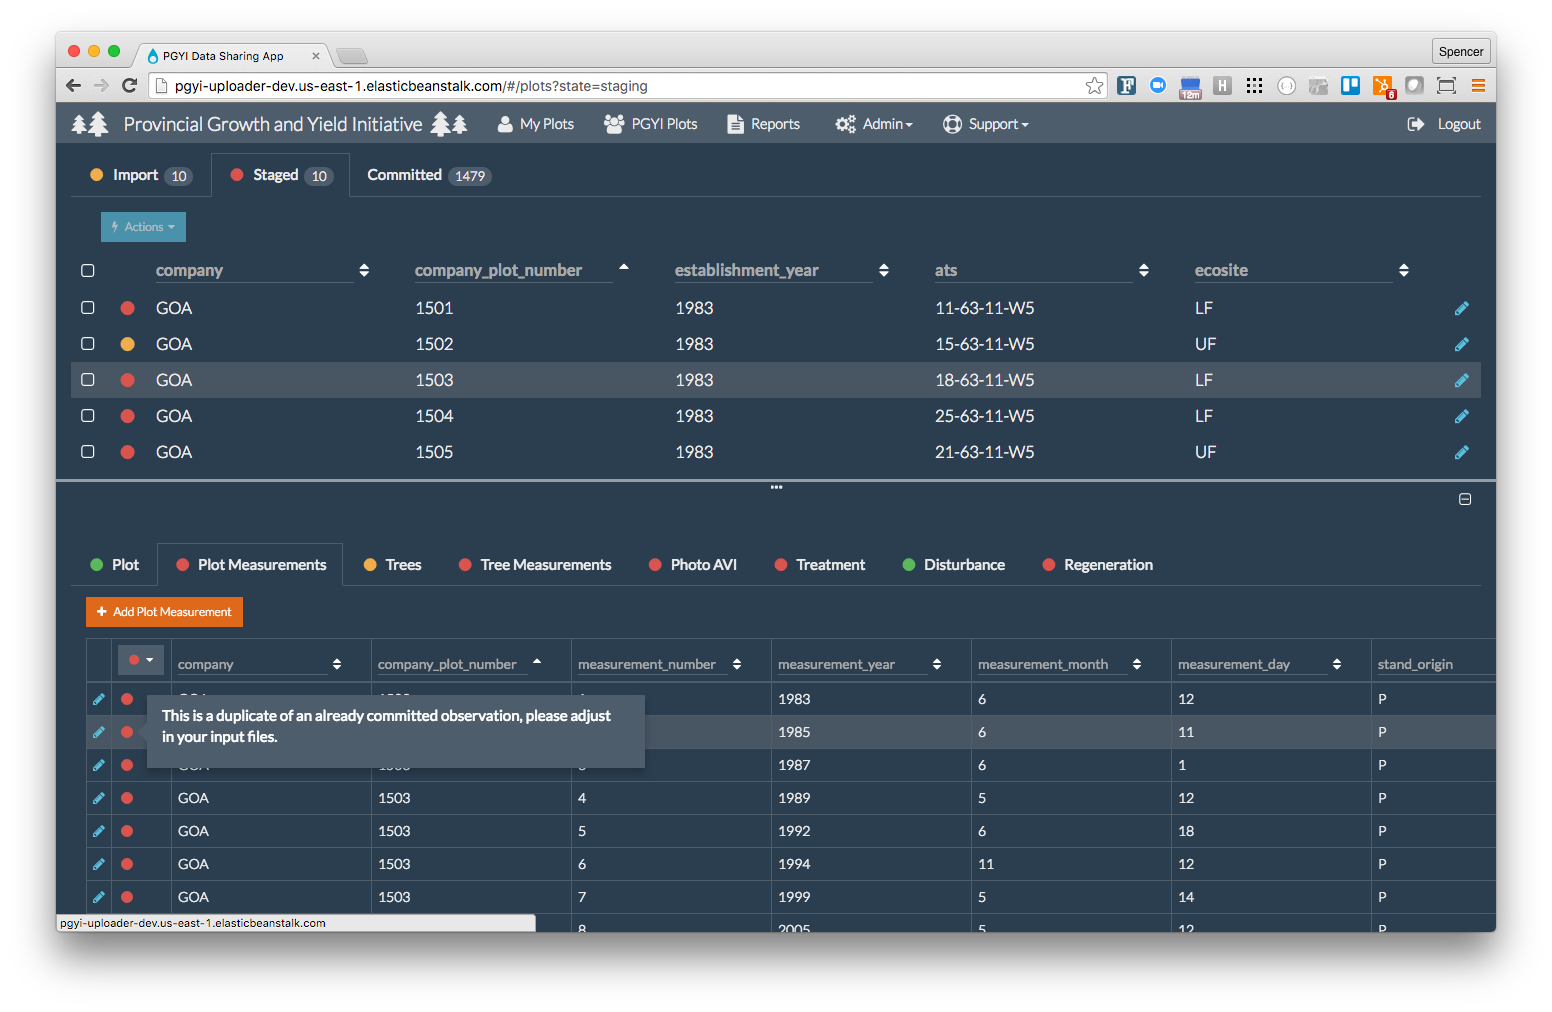 PGYI Data Sharing App
Spencer
pgyi-uploader-dev.us-east-1.elasticbeanstalk.com/#/plots?state=staging
12m
H
6
Provincial Growth and Yield Initiative My Plots PGYI Plots Reports Admin Support Logout
Import 10 Staged 10 Committed 1479
Actions
company company_plot_number establishment_year ats ecosite
GOA 1501 1983 11-63-11-W5 LF
GOA 1502 1983 15-63-11-W5 UF
GOA 1503 1983 18-63-11-W5 LF
GOA 1504 1983 25-63-11-W5 LF
GOA 1505 1983 21-63-11-W5 UF
Plot Plot Measurements Trees Tree Measurements Photo AVI Treatment Disturbance Regeneration
+ Add Plot Measurement
company company_plot_number measurement_number measurement_year measurement_month measurement_day stand_origin
1983 6 12 P
This is a duplicate of an already committed observation, please adjust
in your input files.
1985 6 11 P
1987 6 1 P
GOA 1503 4 1989 5 12 P
GOA 1503 5 1992 6 18 P
GOA 1503 6 1994 11 12 P
GOA 1503 7 1999 5 14 P
8 2005 5 12 P
pgyi-uploader-dev.us-east-1.elasticbeanstalk.com